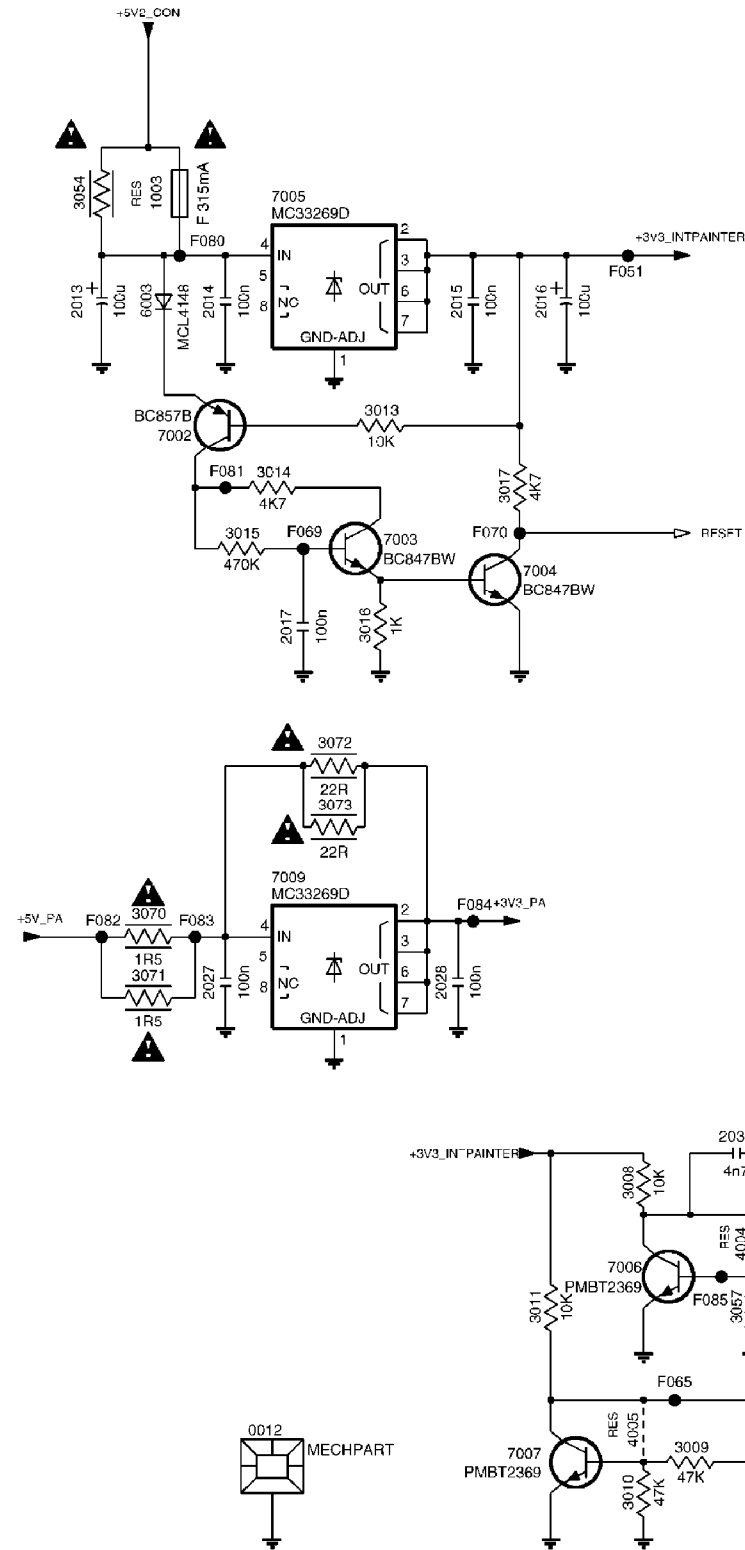 +5V2_CON
3054
RES
1003
F 315mA
7005
MC33269D
F080
4
IN
5
8
NC
2
3
OUT
6
7
GND-ADJ
1
+3V3_INTPAINTER
F051
2013
+
100u
6003
MCL4148
2014
100n
2015
100n
2016
+
100u
BC857B
7002
3013
10K
F081
3014
4K7
3017
4K7
3015
470K
F069
7003
BC847BW
F070
RESET
7004
BC847BW
2017
100n
3016
1K
3072
22R
3073
22R
7009
MC33269D
+5V_PA
F082
3070
F083
1R5
3071
1R5
4
IN
5
8
NC
2
3
OUT
6
7
GND-ADJ
1
F084
+3V3_PA
2027
100n
2028
100n
+3V3_INTPAINTER
3008
10K
203
4n7
RES
4004
7006
PMBT2369
F085
3057
3011
10K
F065
RES
4005
7007
PMBT2369
3009
47K
3010
47K
0012
MECHPART